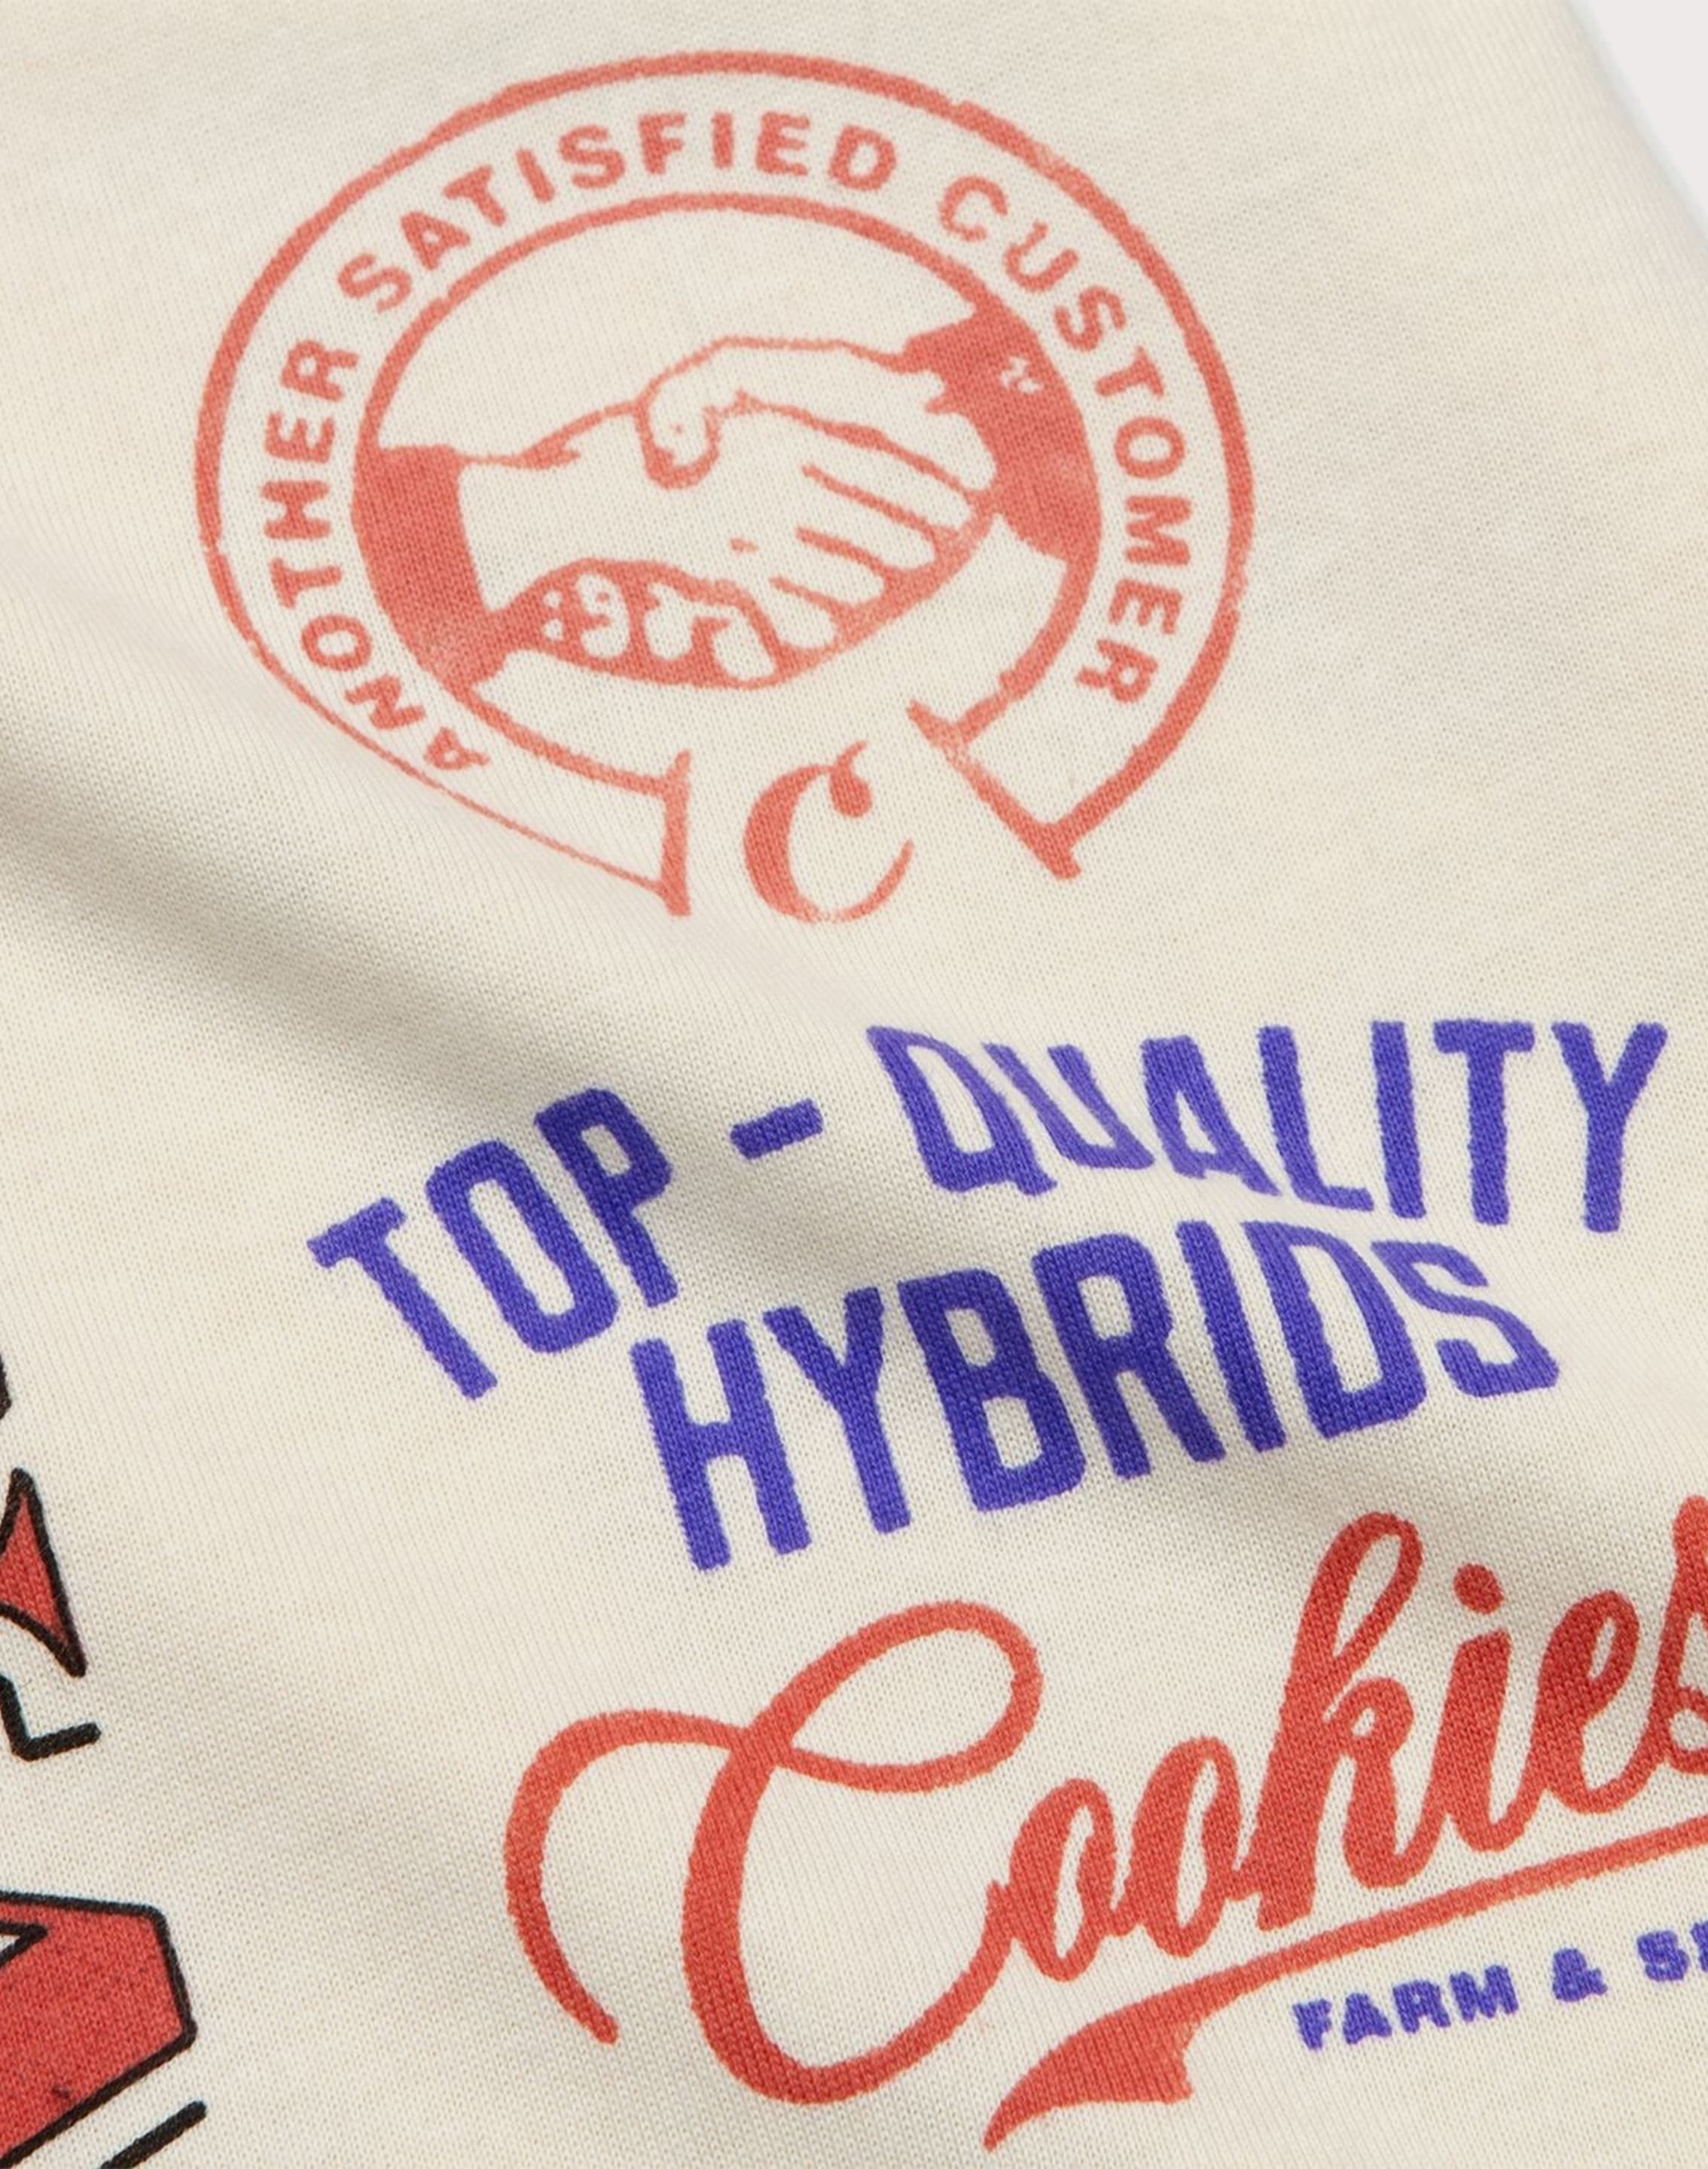 ANOTHER SATISFIED CUSTOMER
C
TOP - QUALITY
HYBRIDS
Cookies
FARM &